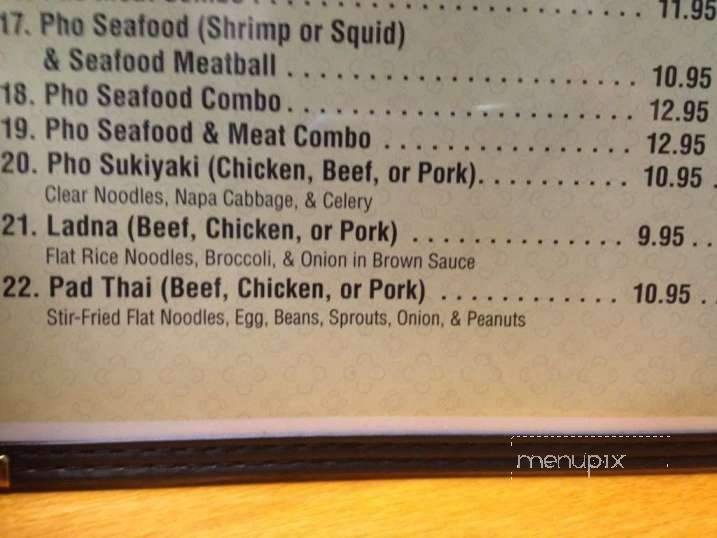 11.95
17. Pho Seafood (Shrimp or Squid)
& Seafood Meatball . . . . . . . . . . . . . . . . . . . . . . . 10.95
18. Pho Seafood Combo . . . . . . . . . . . . . . . . . . . . . . . 12.95
19. Pho Seafood & Meat Combo . . . . . . . . . . . . . . . . 12.95
20. Pho Sukiyaki (Chicken, Beef, or Pork). . . . . . . . . . 10.95 .
Clear Noodles, Napa Cabbage, & Celery
21. Ladna (Beef, Chicken, or Pork) . . . . . . . . . . . . . . 9.95 . .
Flat Rice Noodles, Broccoli, & Onion in Brown Sauce
22. Pad Thai (Beef, Chicken, or Pork) . . . . . . . . . . . . 10.95 . .
Stir-Fried Flat Noodles, Egg, Beans, Sprouts, Onion, & Peanuts
menupix